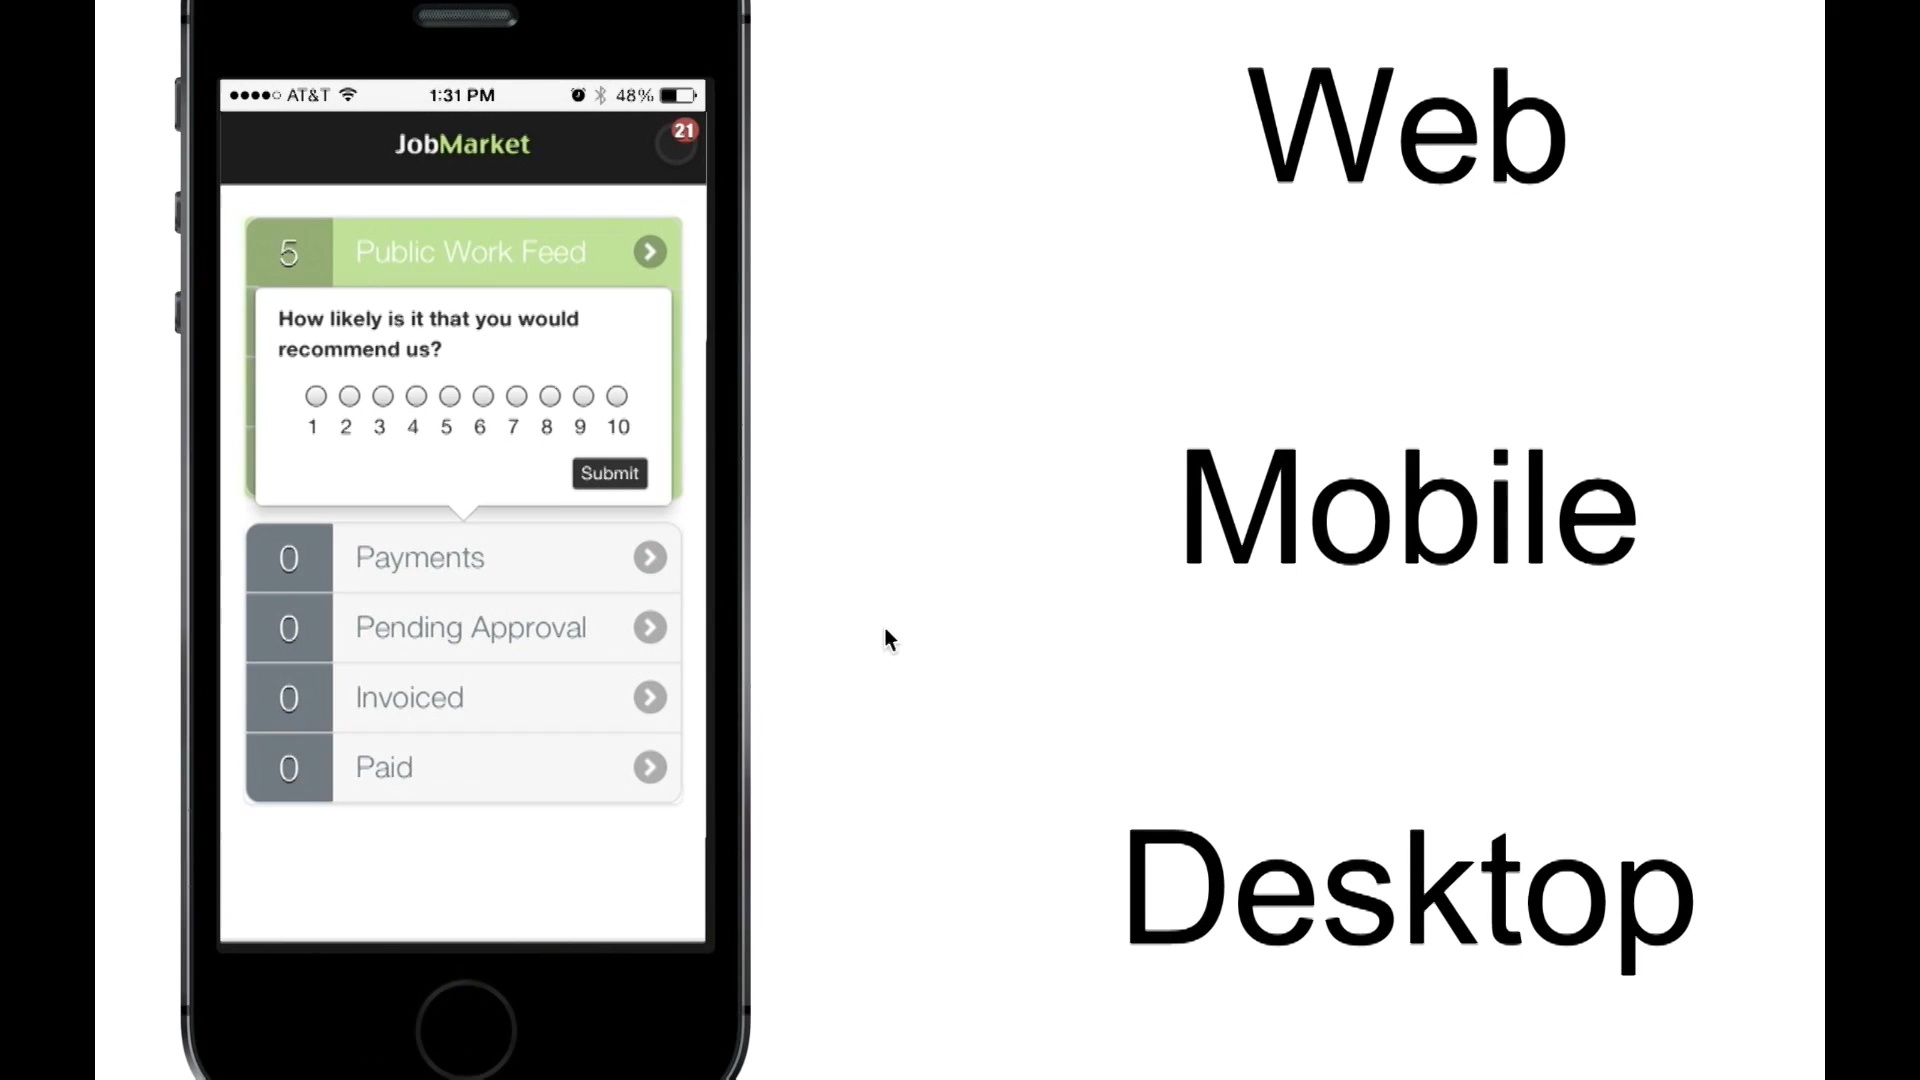 AT&T 1:31 PM 48%
JobMarket
21
5 Public Work Feed
How likely is it that you would
recommend us?
1 2 3 4 5 6 7 8 9 10
Submit
0 Payments
0 Pending Approval
0 Invoiced
0 Paid
Web
Mobile
Desktop